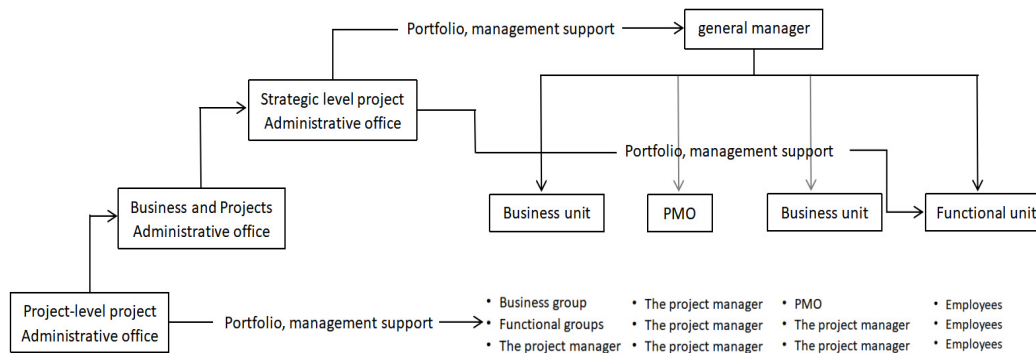 Portfolio, management support
general manager
Strategic level project
Administrative office
Portfolio, management support
Business and Projects
Administrative office
Business unit
PMO
Business unit
Functional unit
Project-level project
Administrative office
Portfolio, management support
• Business group
• Functional groups
• The project manager
• The project manager
• The project manager
• The project manager
• PMO
• The project manager
• The project manager
• Employees
• Employees
• Employees